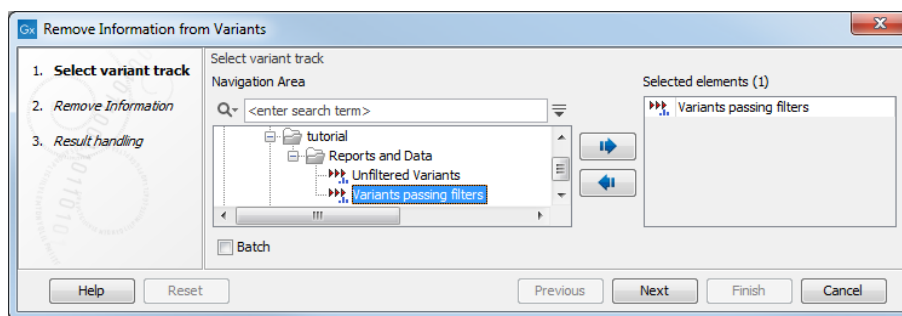 Gx Remove Information from Variants
1. Select variant track
2. Remove Information
3. Result handling
Select variant track
Navigation Area
<enter search term>
tutorial
Reports and Data
Unfiltered Variants
Variants passing filters
Batch
Selected elements (1)
Variants passing filters
Help
Reset
Previous
Next
Finish
Cancel